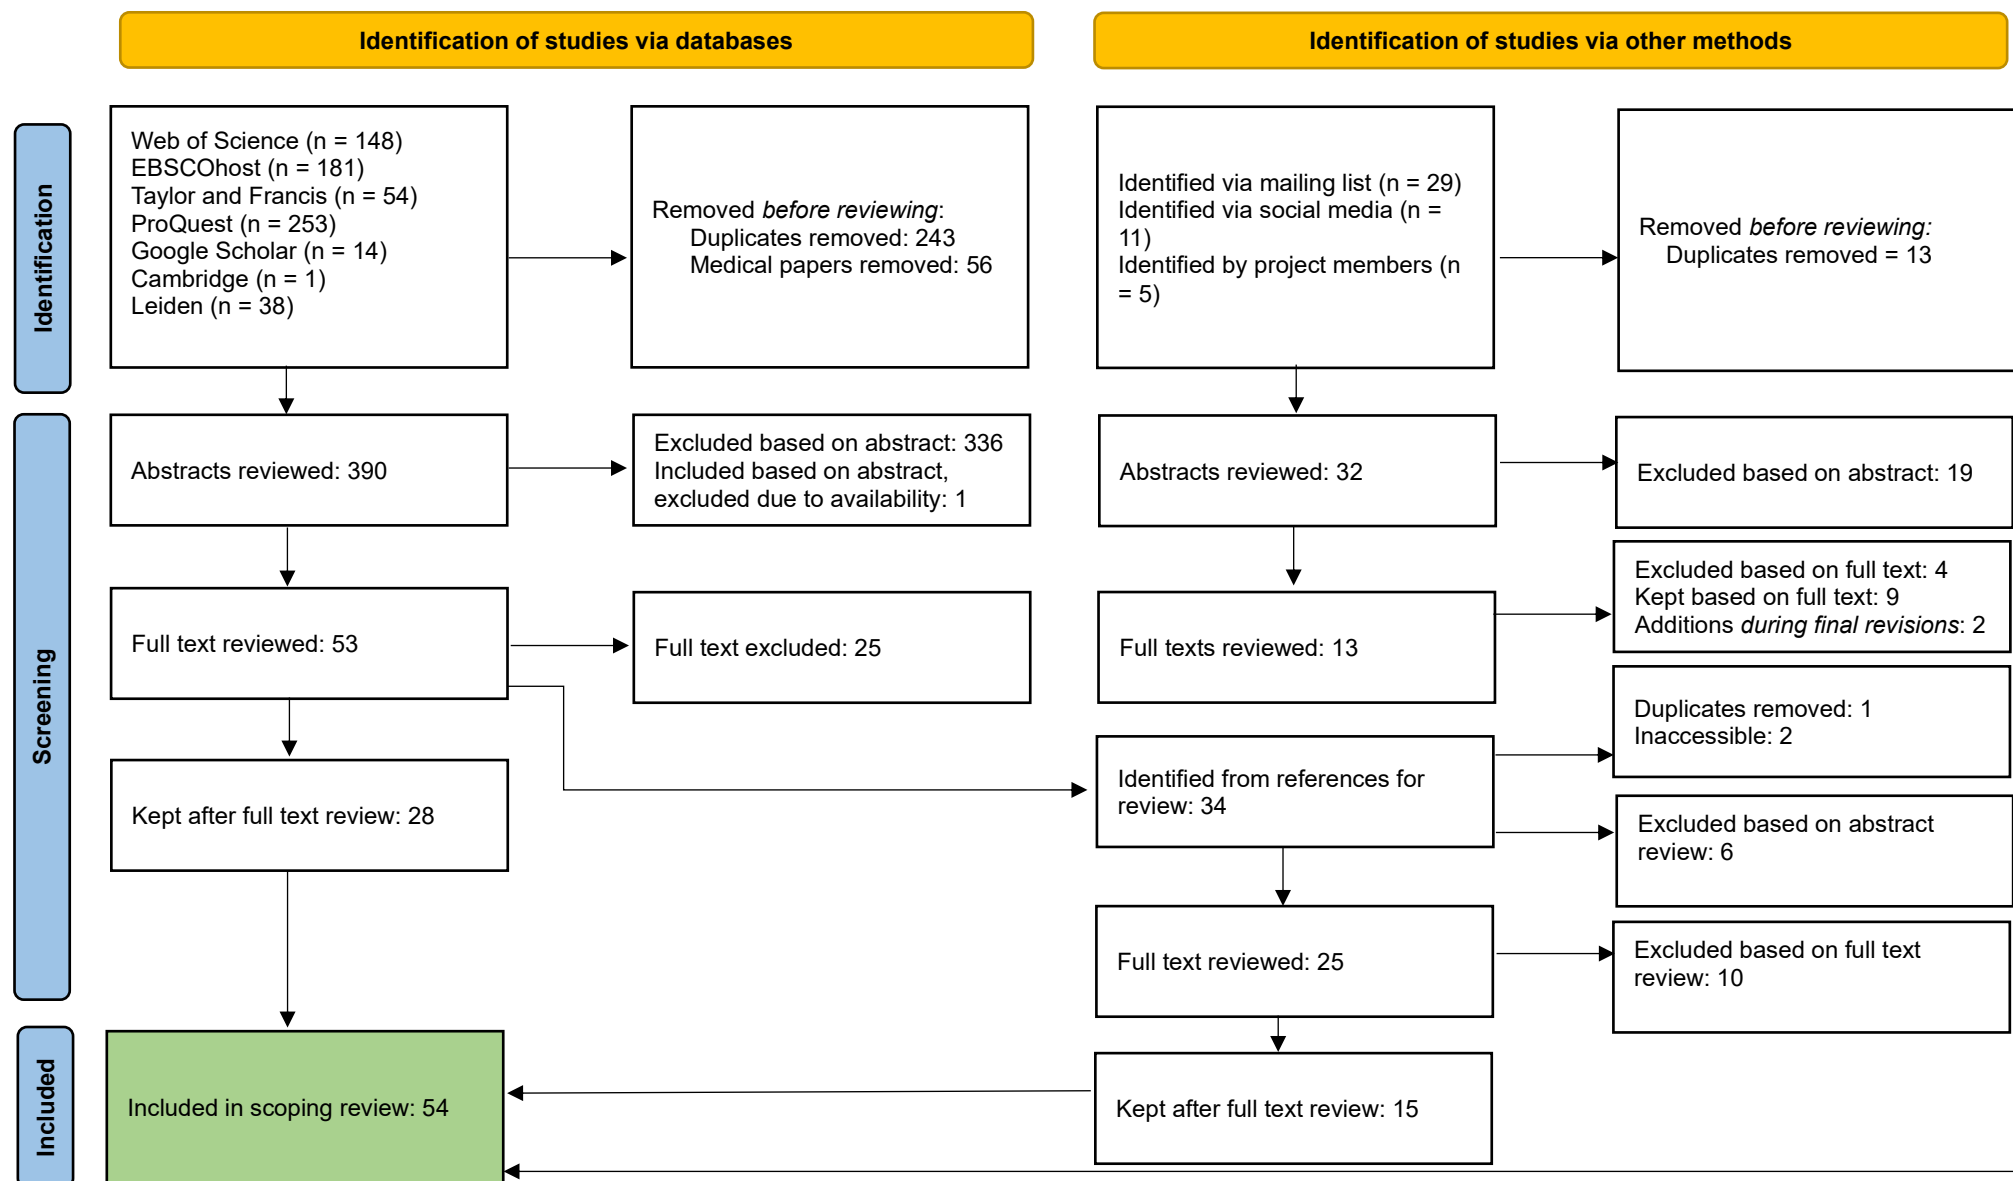 Identification of studies via databases
Identification of studies via other methods
Identification
Web of Science (n = 148)
EBSCOhost (n = 181)
Taylor and Francis (n = 54)
ProQuest (n = 253)
Google Scholar (n = 14)
Cambridge (n = 1)
Leiden (n = 38)
Removed before reviewing:
Duplicates removed: 243
Medical papers removed: 56
Identified via mailing list (n = 29)
Identified via social media (n =
11)
Identified by project members (n
= 5)
Removed before reviewing:
Duplicates removed = 13
Screening
Abstracts reviewed: 390
Excluded based on abstract: 336
Included based on abstract,
excluded due to availability: 1
Abstracts reviewed: 32
Excluded based on abstract: 19
Full text reviewed: 53
Full text excluded: 25
Full texts reviewed: 13
Excluded based on full text: 4
Kept based on full text: 9
Additions during final revisions: 2
Kept after full text review: 28
Identified from references for
review: 34
Duplicates removed: 1
Inaccessible: 2
Excluded based on abstract
review: 6
Full text reviewed: 25
Excluded based on full text
review: 10
Included
Included in scoping review: 54
Kept after full text review: 15